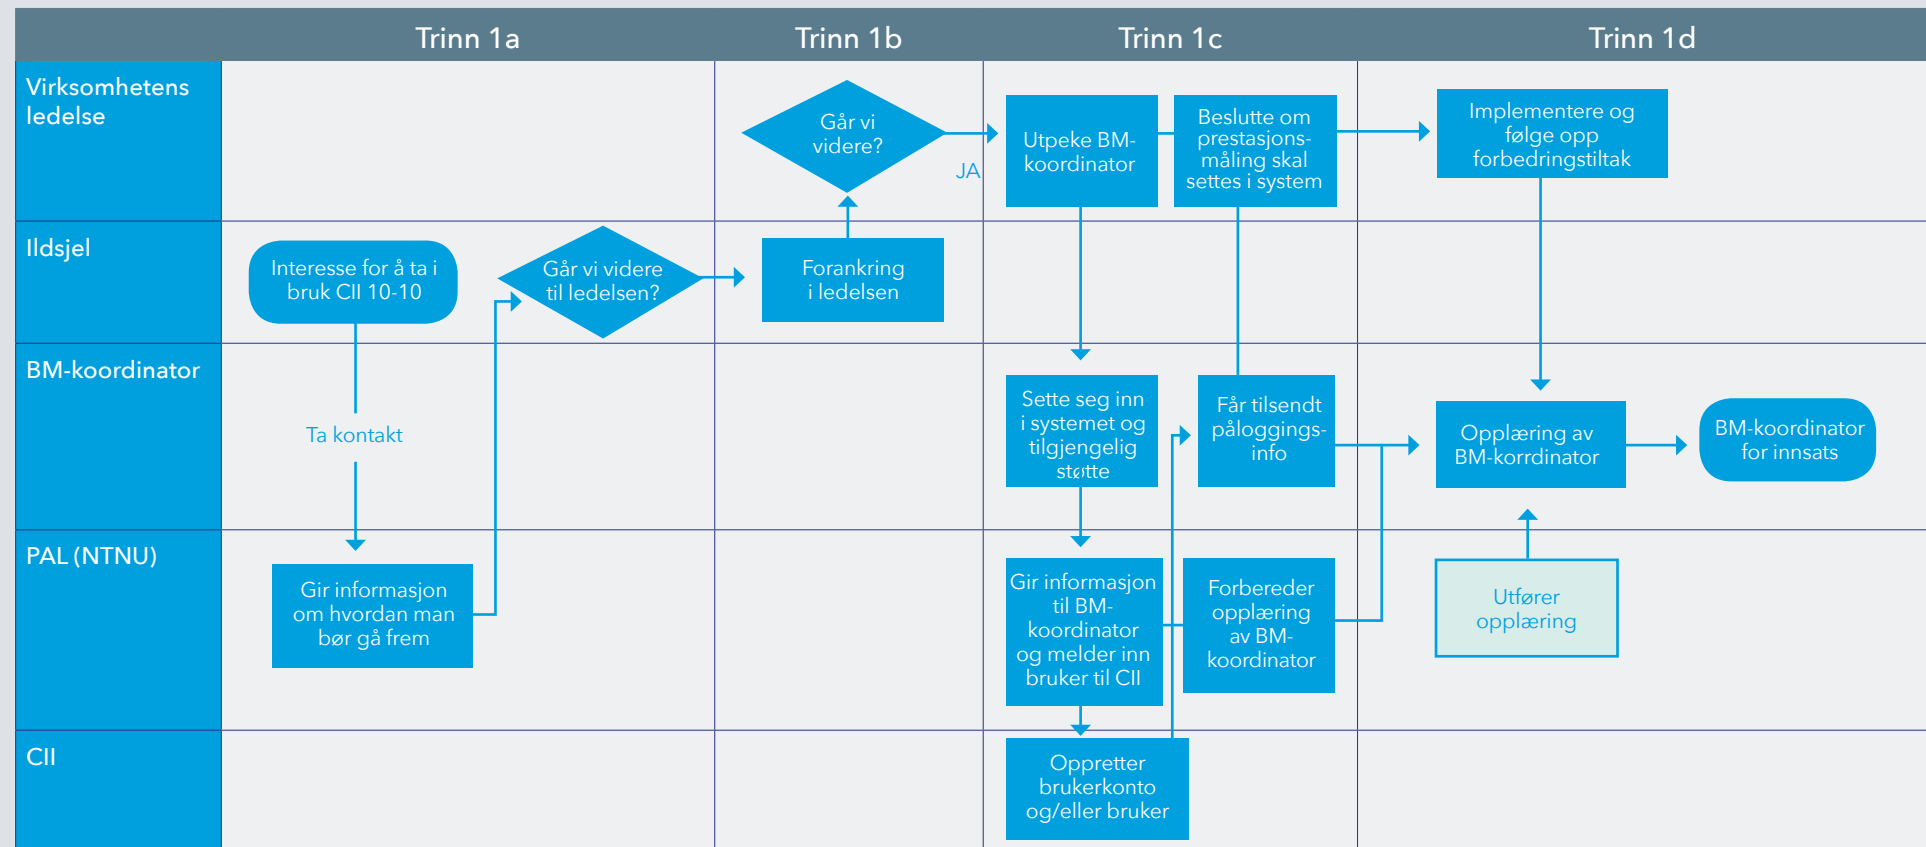 Trinn 1a
Trinn 1b
Trinn 1c
Trinn 1d
Virksomhetens
ledelse
Går vi
videre?
JA
Utpeke BM-
koordinator
Beslutte om
prestasjons-
måling skal
settes i system
Implementere og
følge opp
forbedringstiltak
Ildsjel
Interesse for å ta i
bruk CII 10-10
Går vi videre
til ledelsen?
Forankring
i ledelsen
BM-koordinator
Ta kontakt
Sette seg inn
i systemet og
tilgjengelig
støtte
Får tilsendt
påloggings-
info
Opplæring av
BM-korrdinator
BM-koordinator
for innsats
PAL (NTNU)
Gir informasjon
om hvordan man
bør gå frem
Gir informasjon
til BM-
koordinator
og melder inn
bruker til CII
Forbereder
opplæring
av BM-
koordinator
Utfører
opplæring
CII
Oppretter
brukerkonto
og/eller bruker